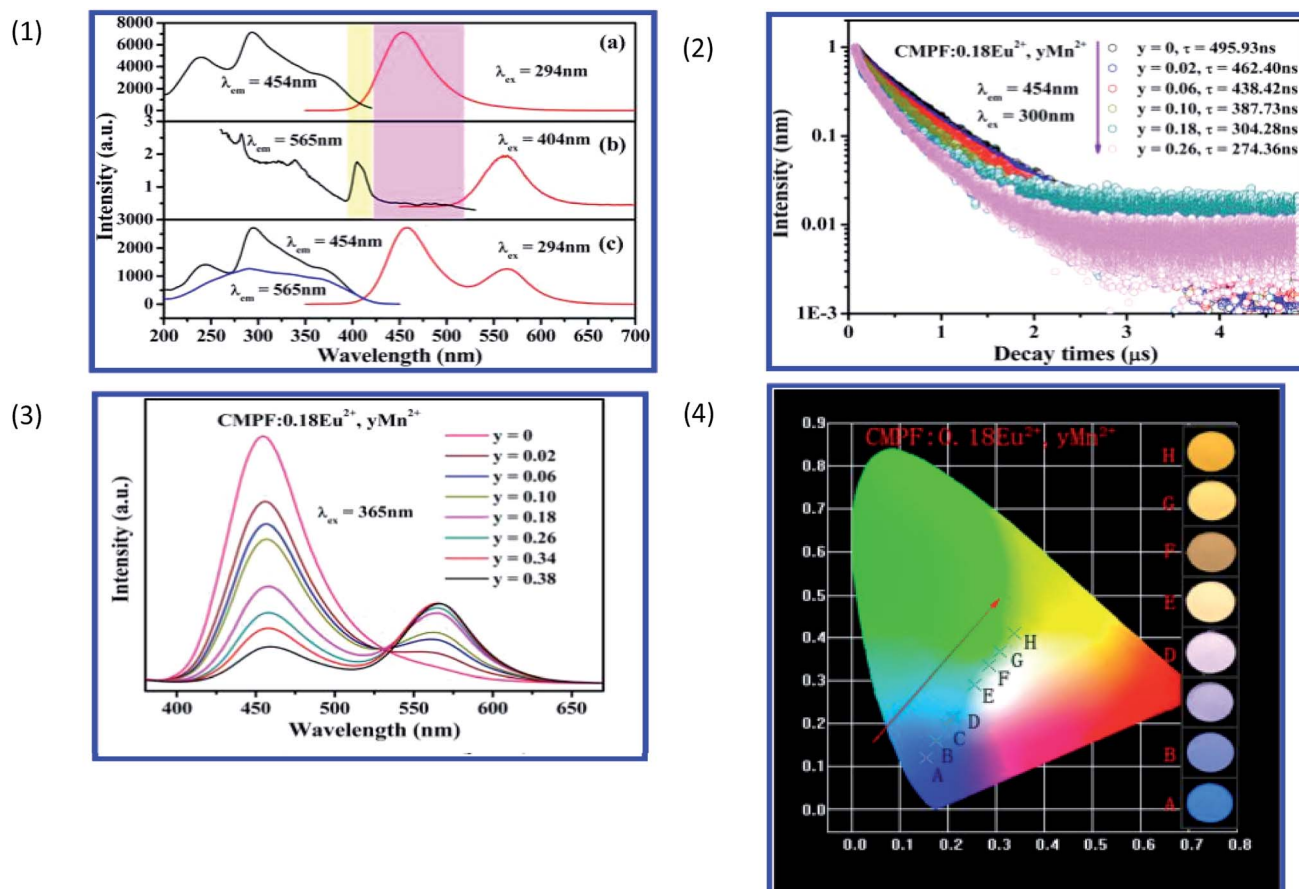 (1)
8000
6000
4000
2000
0
(a)
λem = 454nm
λex = 294nm
3
2
1
(b)
λem = 565nm
λex = 404nm
3000
2000
1000
0
(c)
λem = 454nm
λex = 294nm
λem = 565nm
Intensity (a.u.)
200 250 300 350 400 450 500 550 600 650 700
Wavelength (nm)
(2)
1
0.1
0.01
1E-3
Intensity (nm)
CMPF:0.18Eu²⁺, yMn²⁺
λem = 454nm
λex = 300nm
y = 0, τ = 495.93ns
y = 0.02, τ = 462.40ns
y = 0.06, τ = 438.42ns
y = 0.10, τ = 387.73ns
y = 0.18, τ = 304.28ns
y = 0.26, τ = 274.36ns
0 1 2 3 4
Decay times (μs)
(3)
CMPF:0.18Eu²⁺, yMn²⁺
λex = 365nm
y = 0
y = 0.02
y = 0.06
y = 0.10
y = 0.18
y = 0.26
y = 0.34
y = 0.38
Intensity (a.u.)
400 450 500 550 600 650
Wavelength (nm)
(4)
CMPF:0.18Eu²⁺, yMn²⁺
0.9
0.8
0.7
0.6
0.5
0.4
0.3
0.2
0.1
0.0
H
G
F
E
D
C
B
A
H
G
F
E
D
B
A
0.0 0.1 0.2 0.3 0.4 0.5 0.6 0.7 0.8